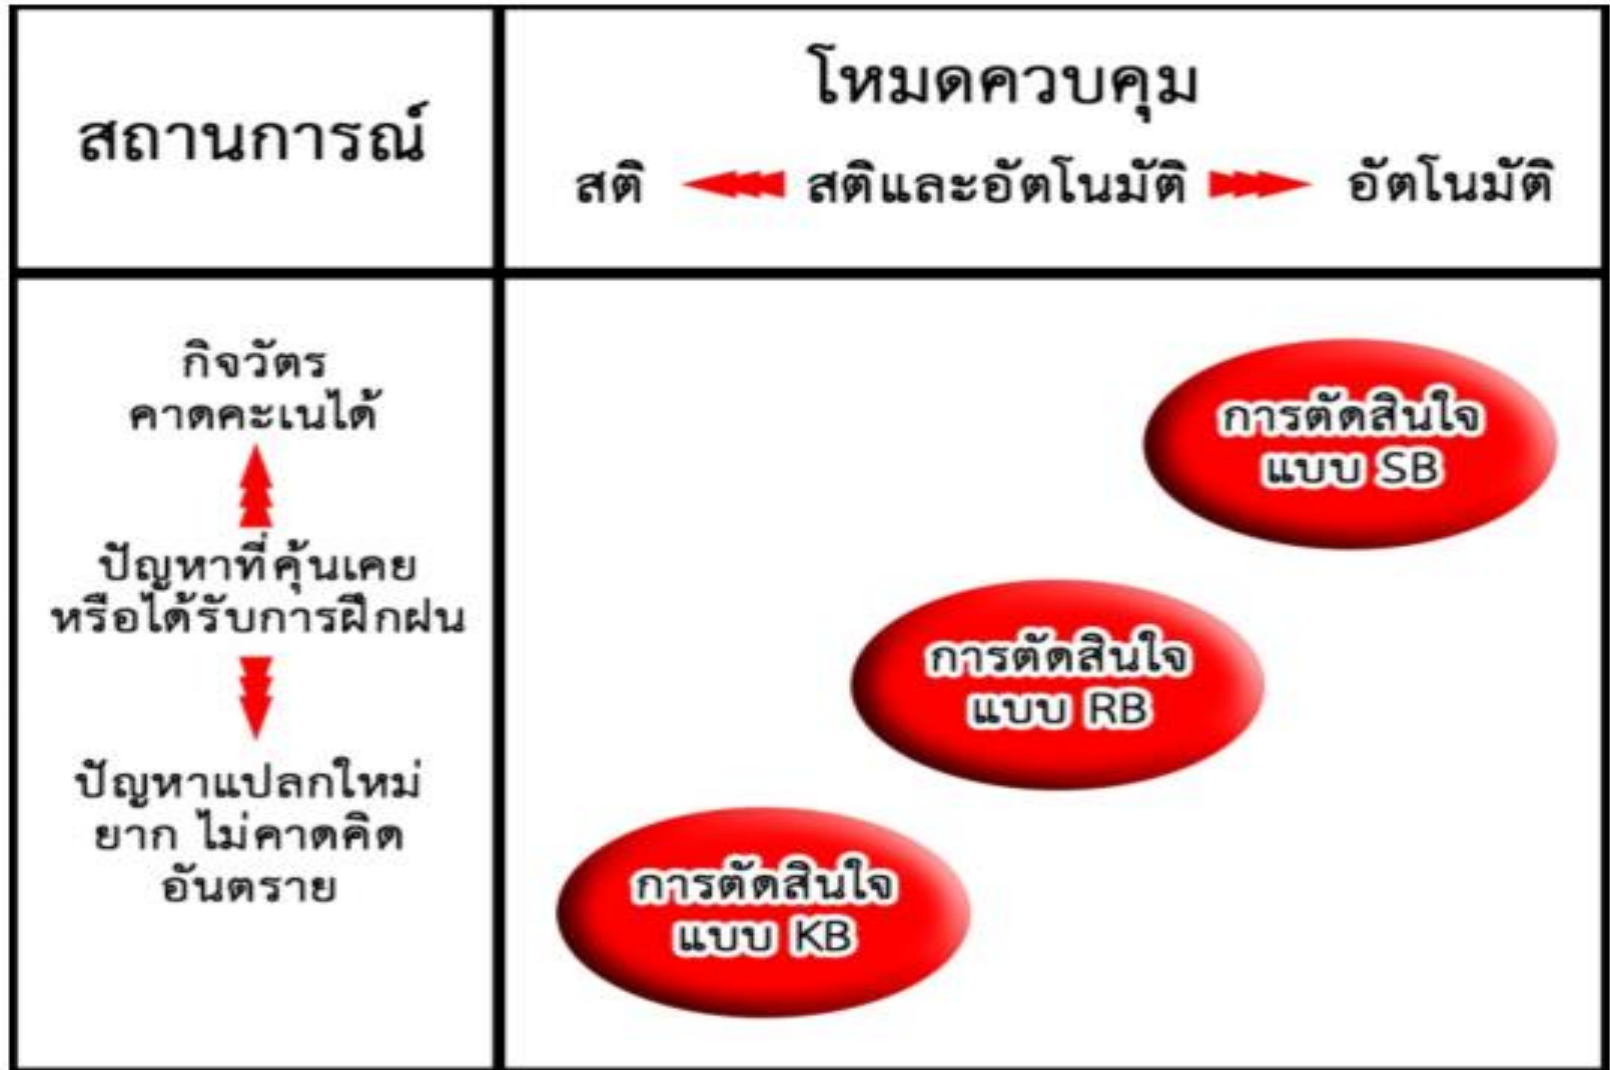 สถานการณ์
โหมดควบคุม
สติ สติและอัตโนมัติ อัตโนมัติ
กิจวัตร
คาดคะเนได้
ปัญหาที่คุ้นเคย
หรือได้รับการฝึกฝน
ปัญหาแปลกใหม่
ยาก ไม่คาดคิด
อันตราย
การตัดสินใจ
แบบ SB
การตัดสินใจ
แบบ RB
การตัดสินใจ
แบบ KB